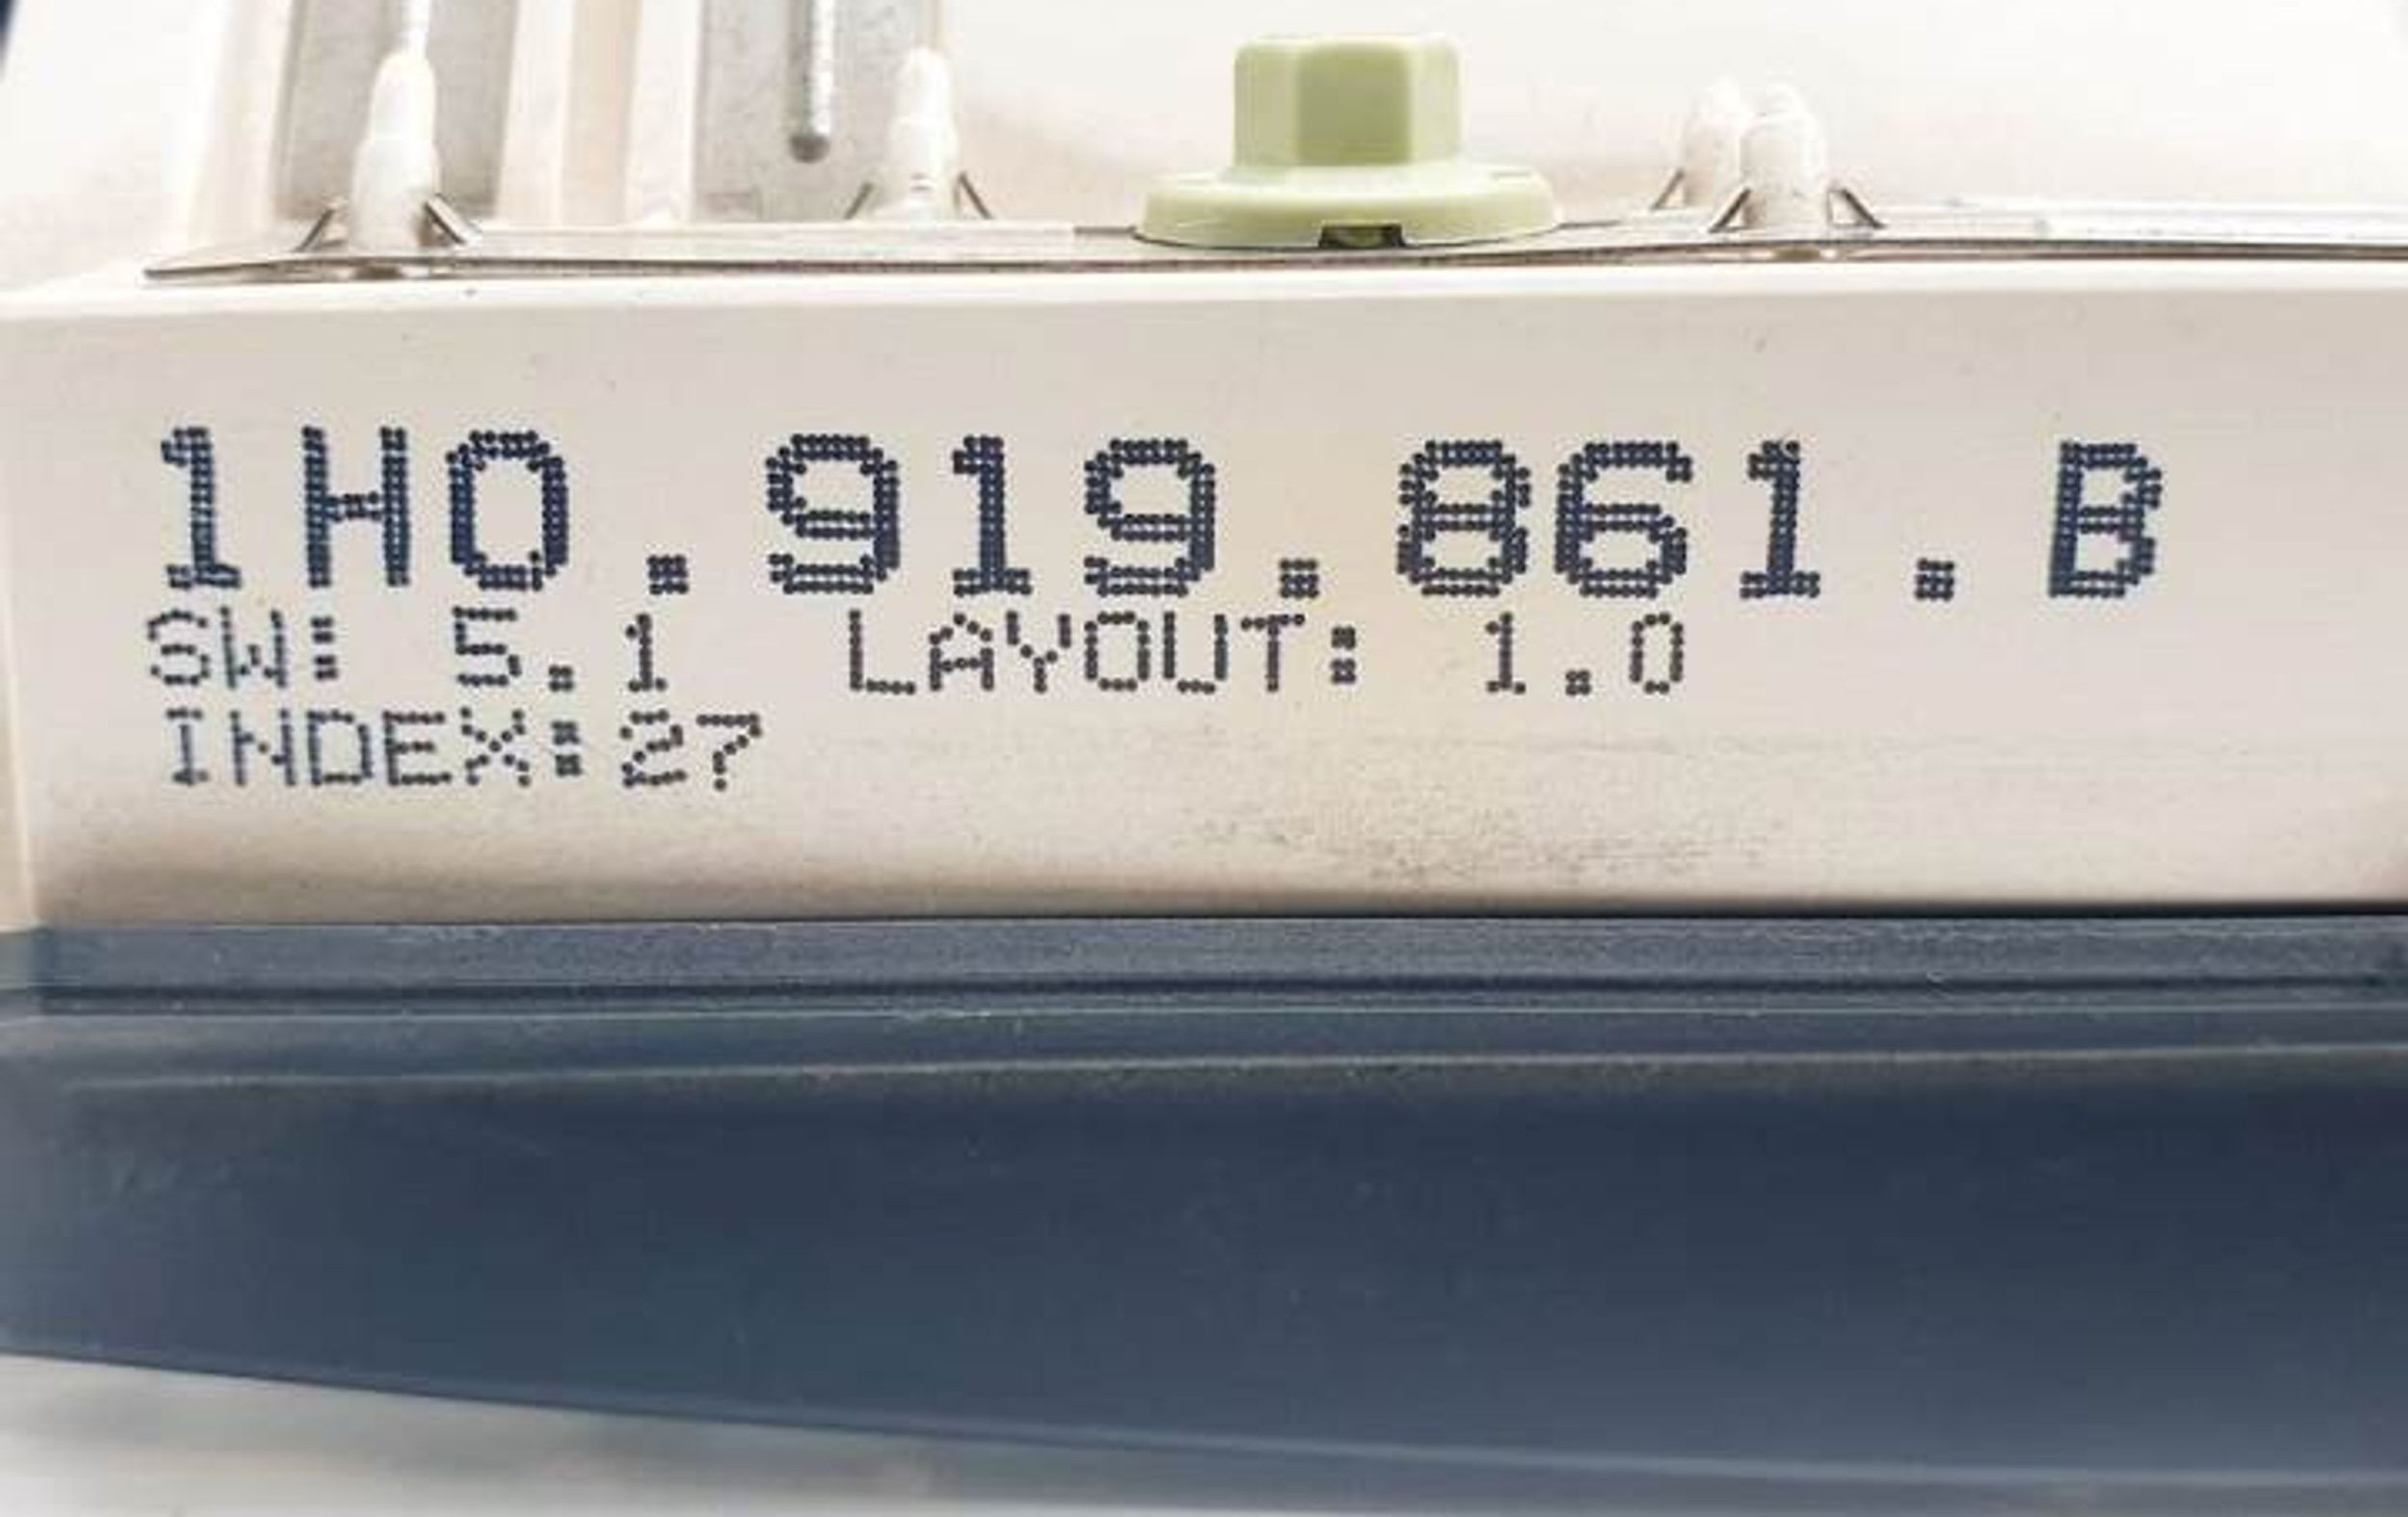 1H0.919.861.B
SW: 5.1 LAYOUT: 1.0
INDEX:27